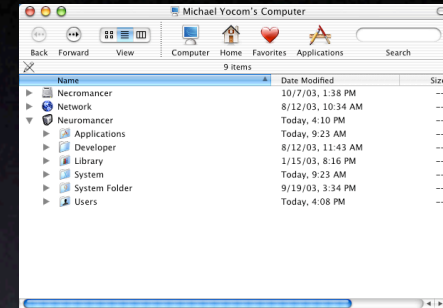 Michael Yocom's Computer
Back Forward View Computer Home Favorites Applications Search
9 items
Name Date Modified Size
Necromancer 10/7/03, 1:38 PM --
Network 8/12/03, 10:34 AM --
Neuromancer Today, 4:10 PM --
Applications Today, 9:23 AM --
Developer 8/12/03, 11:43 AM --
Library 1/15/03, 8:16 PM --
System Today, 9:23 AM --
System Folder 9/19/03, 3:34 PM --
Users Today, 4:08 PM --